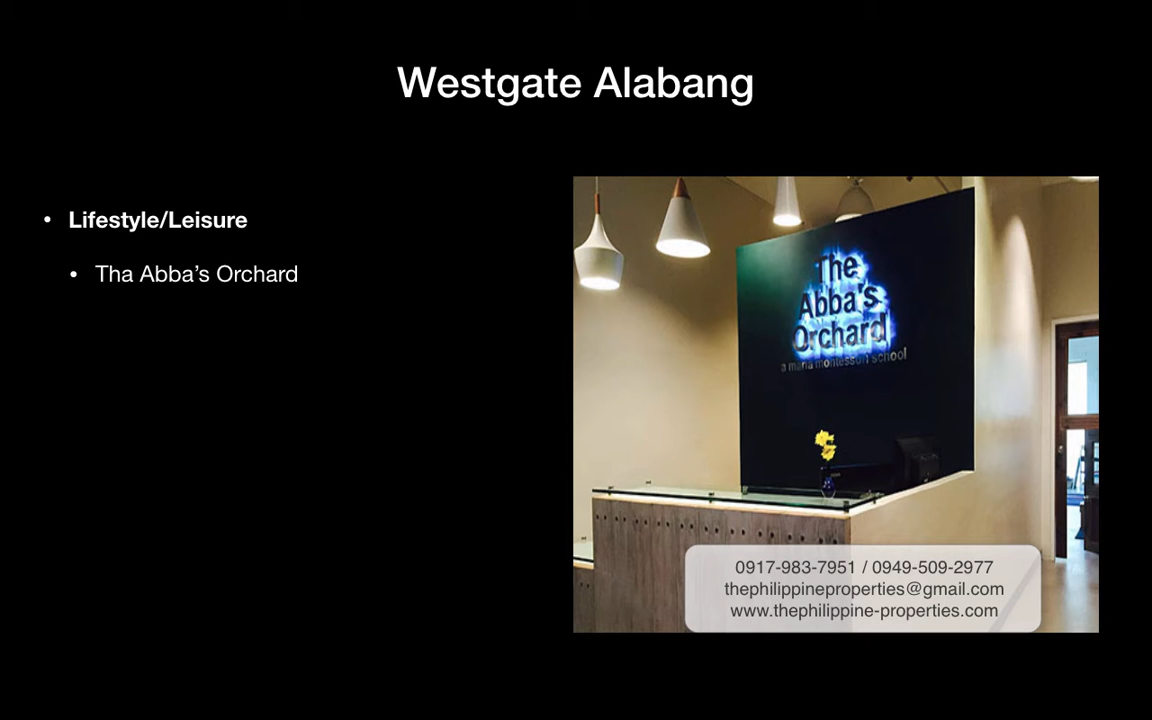 Westgate Alabang
• Lifestyle/Leisure
• Tha Abba’s Orchard
The
Abba's
Orchard
a maria montessori school
0917-983-7951 / 0949-509-2977
thephilippineproperties@gmail.com
www.thephilippine-properties.com